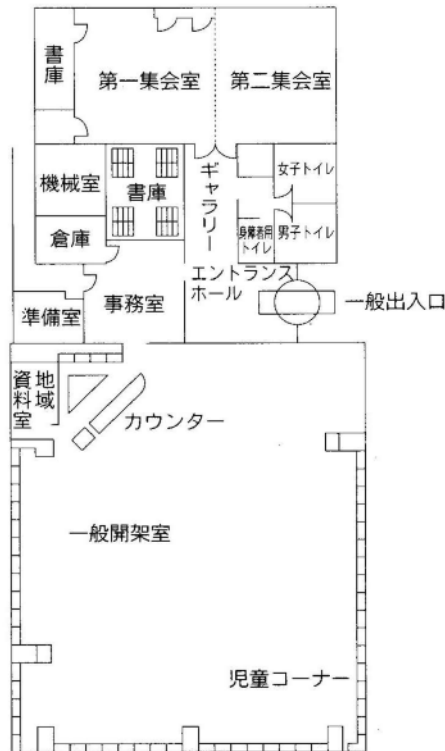 書庫
第一集会室
第二集会室
機械室
書庫
ギャラリー
女子トイレ
倉庫
身障者用
トイレ
男子トイレ
エントランス
ホール
一般出入口
準備室
事務室
地域
資料室
カウンター
一般開架室
児童コーナー